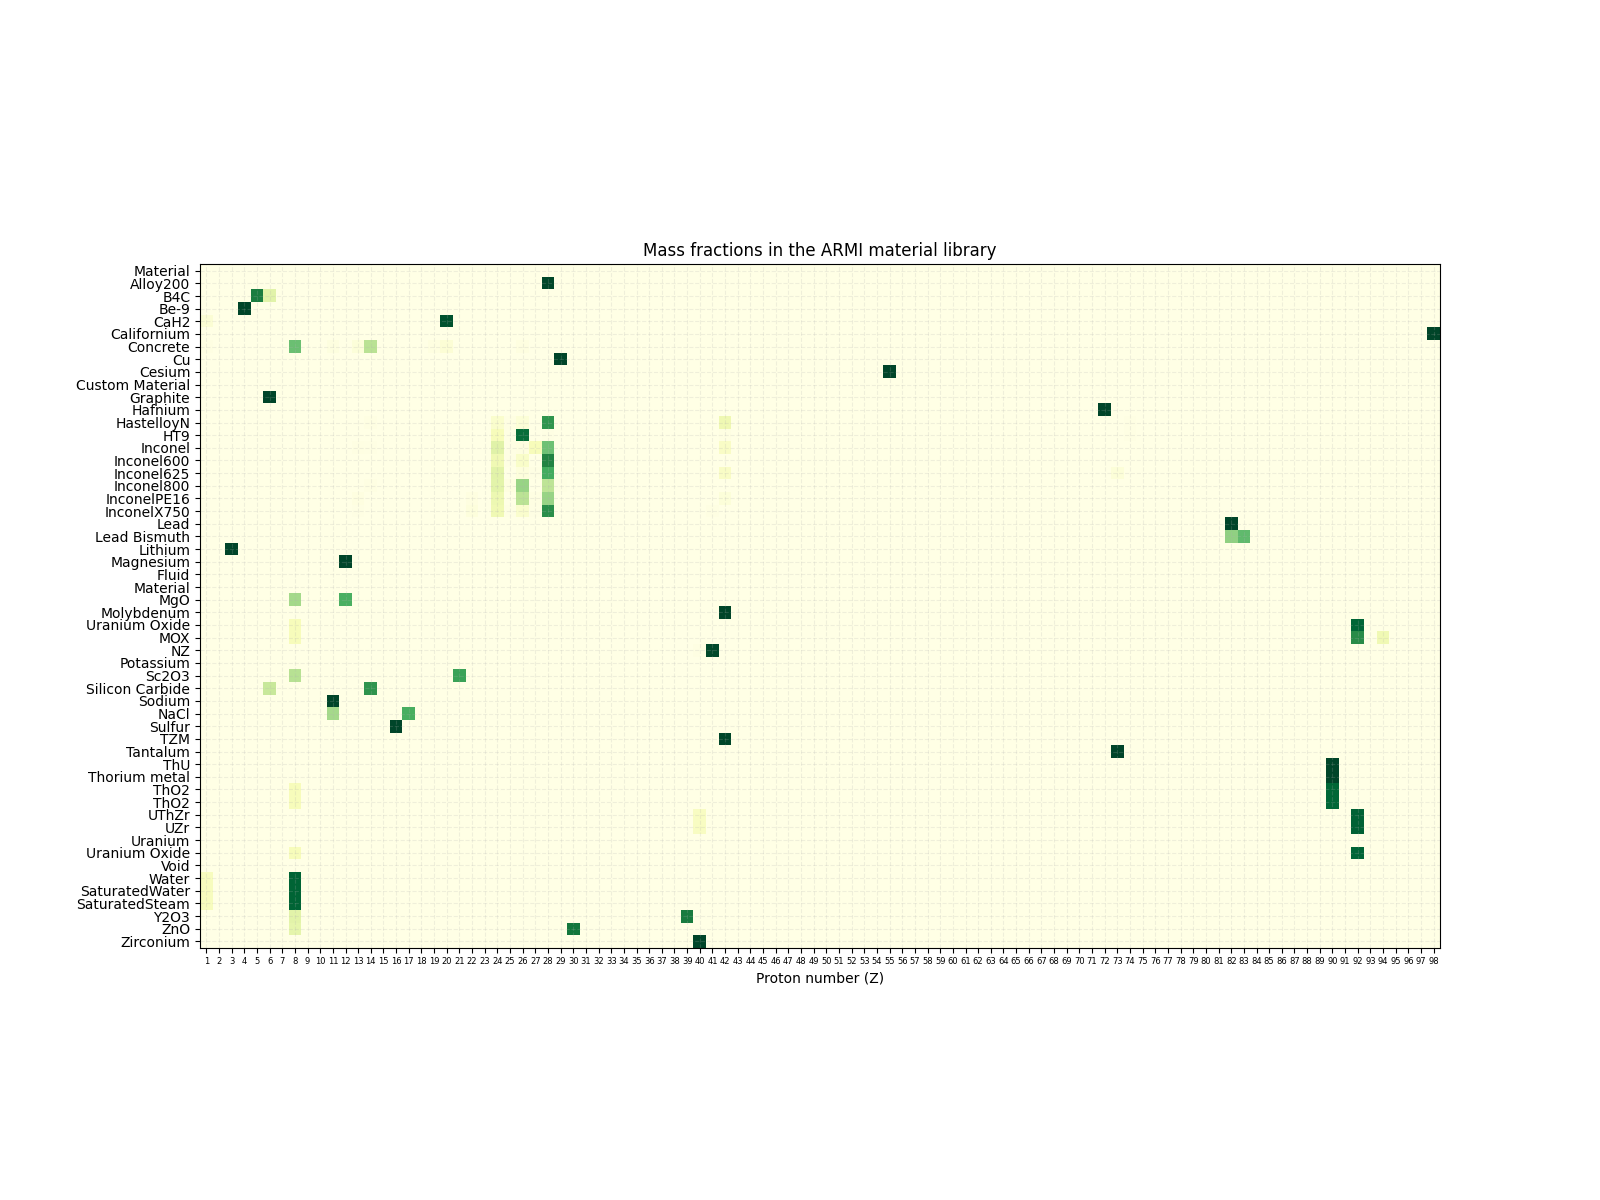 Mass fractions in the ARMI material library
Material
Alloy200
B4C
Be-9
CaH2
Californium
Concrete
Cu
Cesium
Custom Material
Graphite
Hafnium
HastelloyN
HT9
Inconel
Inconel600
Inconel625
Inconel800
InconelPE16
InconelX750
Lead
Lead Bismuth
Lithium
Magnesium
Fluid
Material
MgO
Molybdenum
Uranium Oxide
MOX
NZ
Potassium
Sc2O3
Silicon Carbide
Sodium
NaCl
Sulfur
TZM
Tantalum
ThU
Thorium metal
ThO2
ThO2
UThZr
UZr
Uranium
Uranium Oxide
Void
Water
SaturatedWater
SaturatedSteam
Y2O3
ZnO
Zirconium
1 2 3 4 5 6 7 8 9 10 11 12 13 14 15 16 17 18 19 20 21 22 23 24 25 26 27 28 29 30 31 32 33 34 35 36 37 38 39 40 41 42 43 44 45 46 47 48 49 50 51 52 53 54 55 56 57 58 59 60 61 62 63 64 65 66 67 68 69 70 71 72 73 74 75 76 77 78 79 80 81 82 83 84 85 86 87 88 89 90 91 92 93 94 95 96 97 98
Proton number (Z)